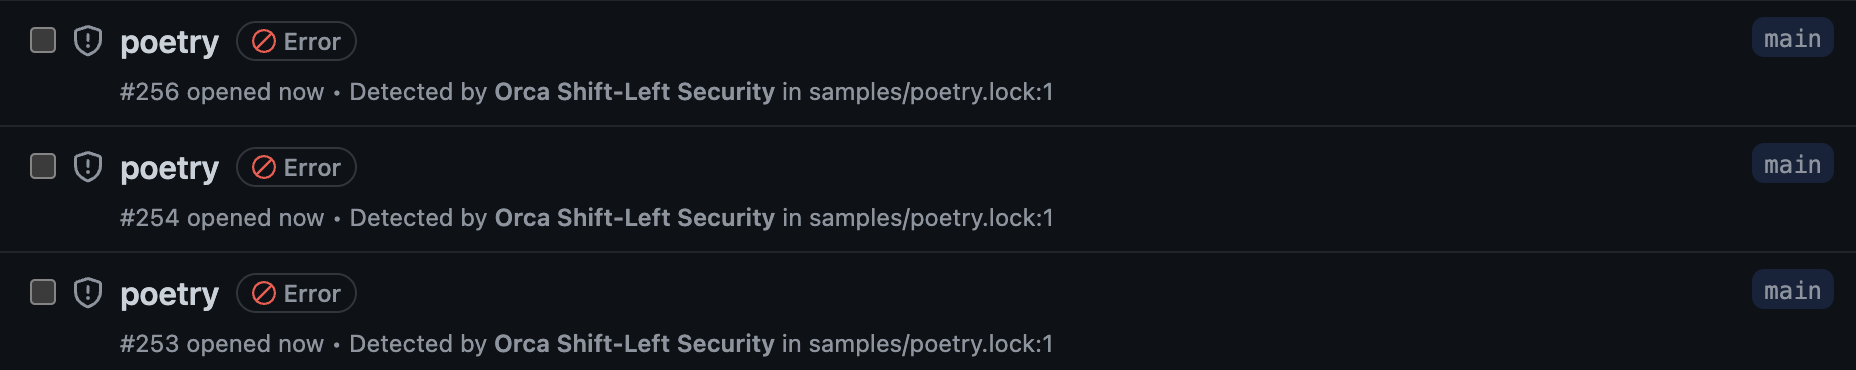 poetry Error main
#256 opened now • Detected by Orca Shift-Left Security in samples/poetry.lock:1
poetry Error main
#254 opened now • Detected by Orca Shift-Left Security in samples/poetry.lock:1
poetry Error main
#253 opened now • Detected by Orca Shift-Left Security in samples/poetry.lock:1